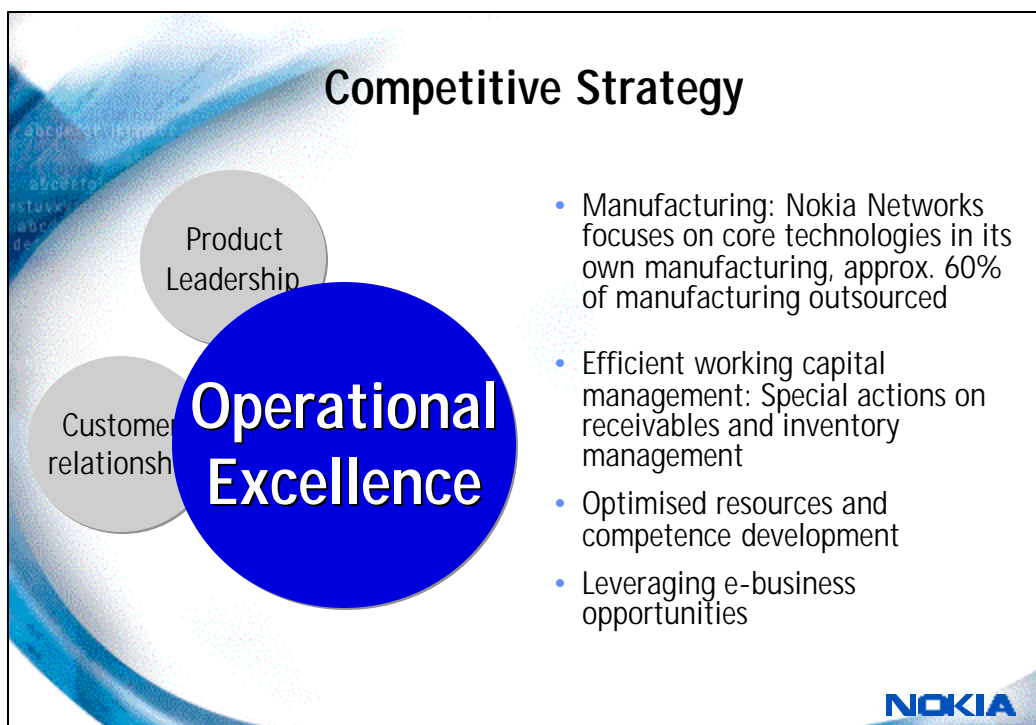 Competitive Strategy
Product
Leadership
Customer
relationsh
Operational
Excellence
• Manufacturing: Nokia Networks
focuses on core technologies in its
own manufacturing, approx. 60%
of manufacturing outsourced
• Efficient working capital
management: Special actions on
receivables and inventory
management
• Optimised resources and
competence development
• Leveraging e-business
opportunities
NOKIA